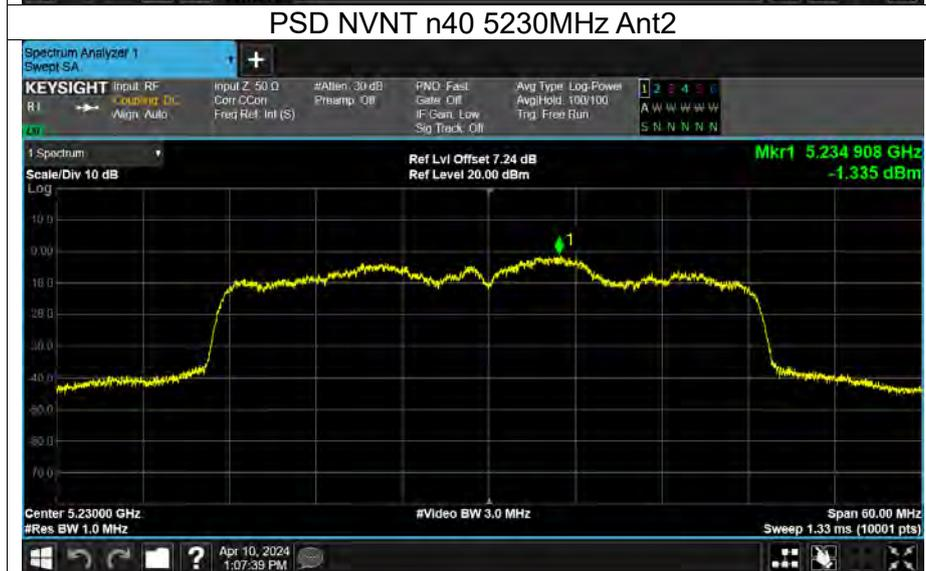 PSD NVNT n40 5230MHz Ant2
Spectrum Analyzer 1
Swept SA
+
KEYSIGHT Input: RF Input Z: 50 Ω #Atten: 30 dB PNO: Fast Avg Type: Log-Power 1 2 3 4 5 6
Coupling: DC Corr CCorr Preamp: Off Gate: Off Avg|Hold: 100/100 A W W W W W
Align: Auto Freq Ref: Int (S) IF Gain: Low Trig: Free Run
Sig Track: Off S N N N N N
1 Spectrum
Ref Lvl Offset 7.24 dB Mkr1 5.234 908 GHz
Scale/Div 10 dB Ref Level 20.00 dBm -1.335 dBm
Log
10.0
1
0.00
-40.0
Center 5.23000 GHz #Video BW 3.0 MHz Span 60.00 MHz
#Res BW 1.0 MHz Sweep 1.33 ms (10001 pts)
? Apr 10, 2024
1:07:39 PM